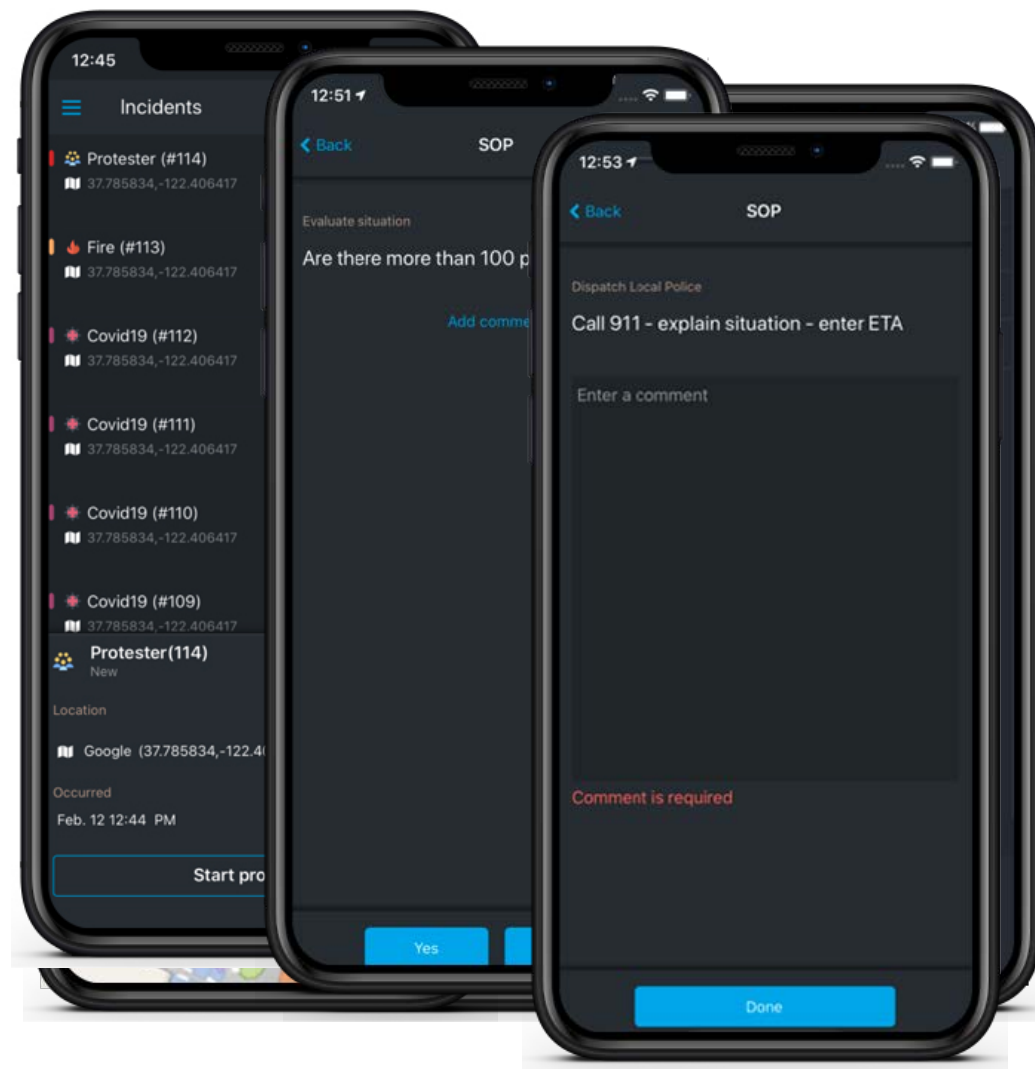 12:45
Incidents
Protester (#114)
37.785834,-122.406417
Fire (#113)
37.785834,-122.406417
Covid19 (#112)
37.785834,-122.406417
Covid19 (#111)
37.785834,-122.406417
Covid19 (#110)
37.785834,-122.406417
Covid19 (#109)
37.785834,-122.406417
Protester(114)
New
Location
Google (37.785834,-122.4
Occurred
Feb. 12 12:44 PM
Start pro
12:51
Back
SOP
Evaluate situation
Are there more than 100 p
Add comme
Yes
12:53
Back
SOP
Dispatch Local Police
Call 911 - explain situation - enter ETA
Enter a comment
Comment is required
Done